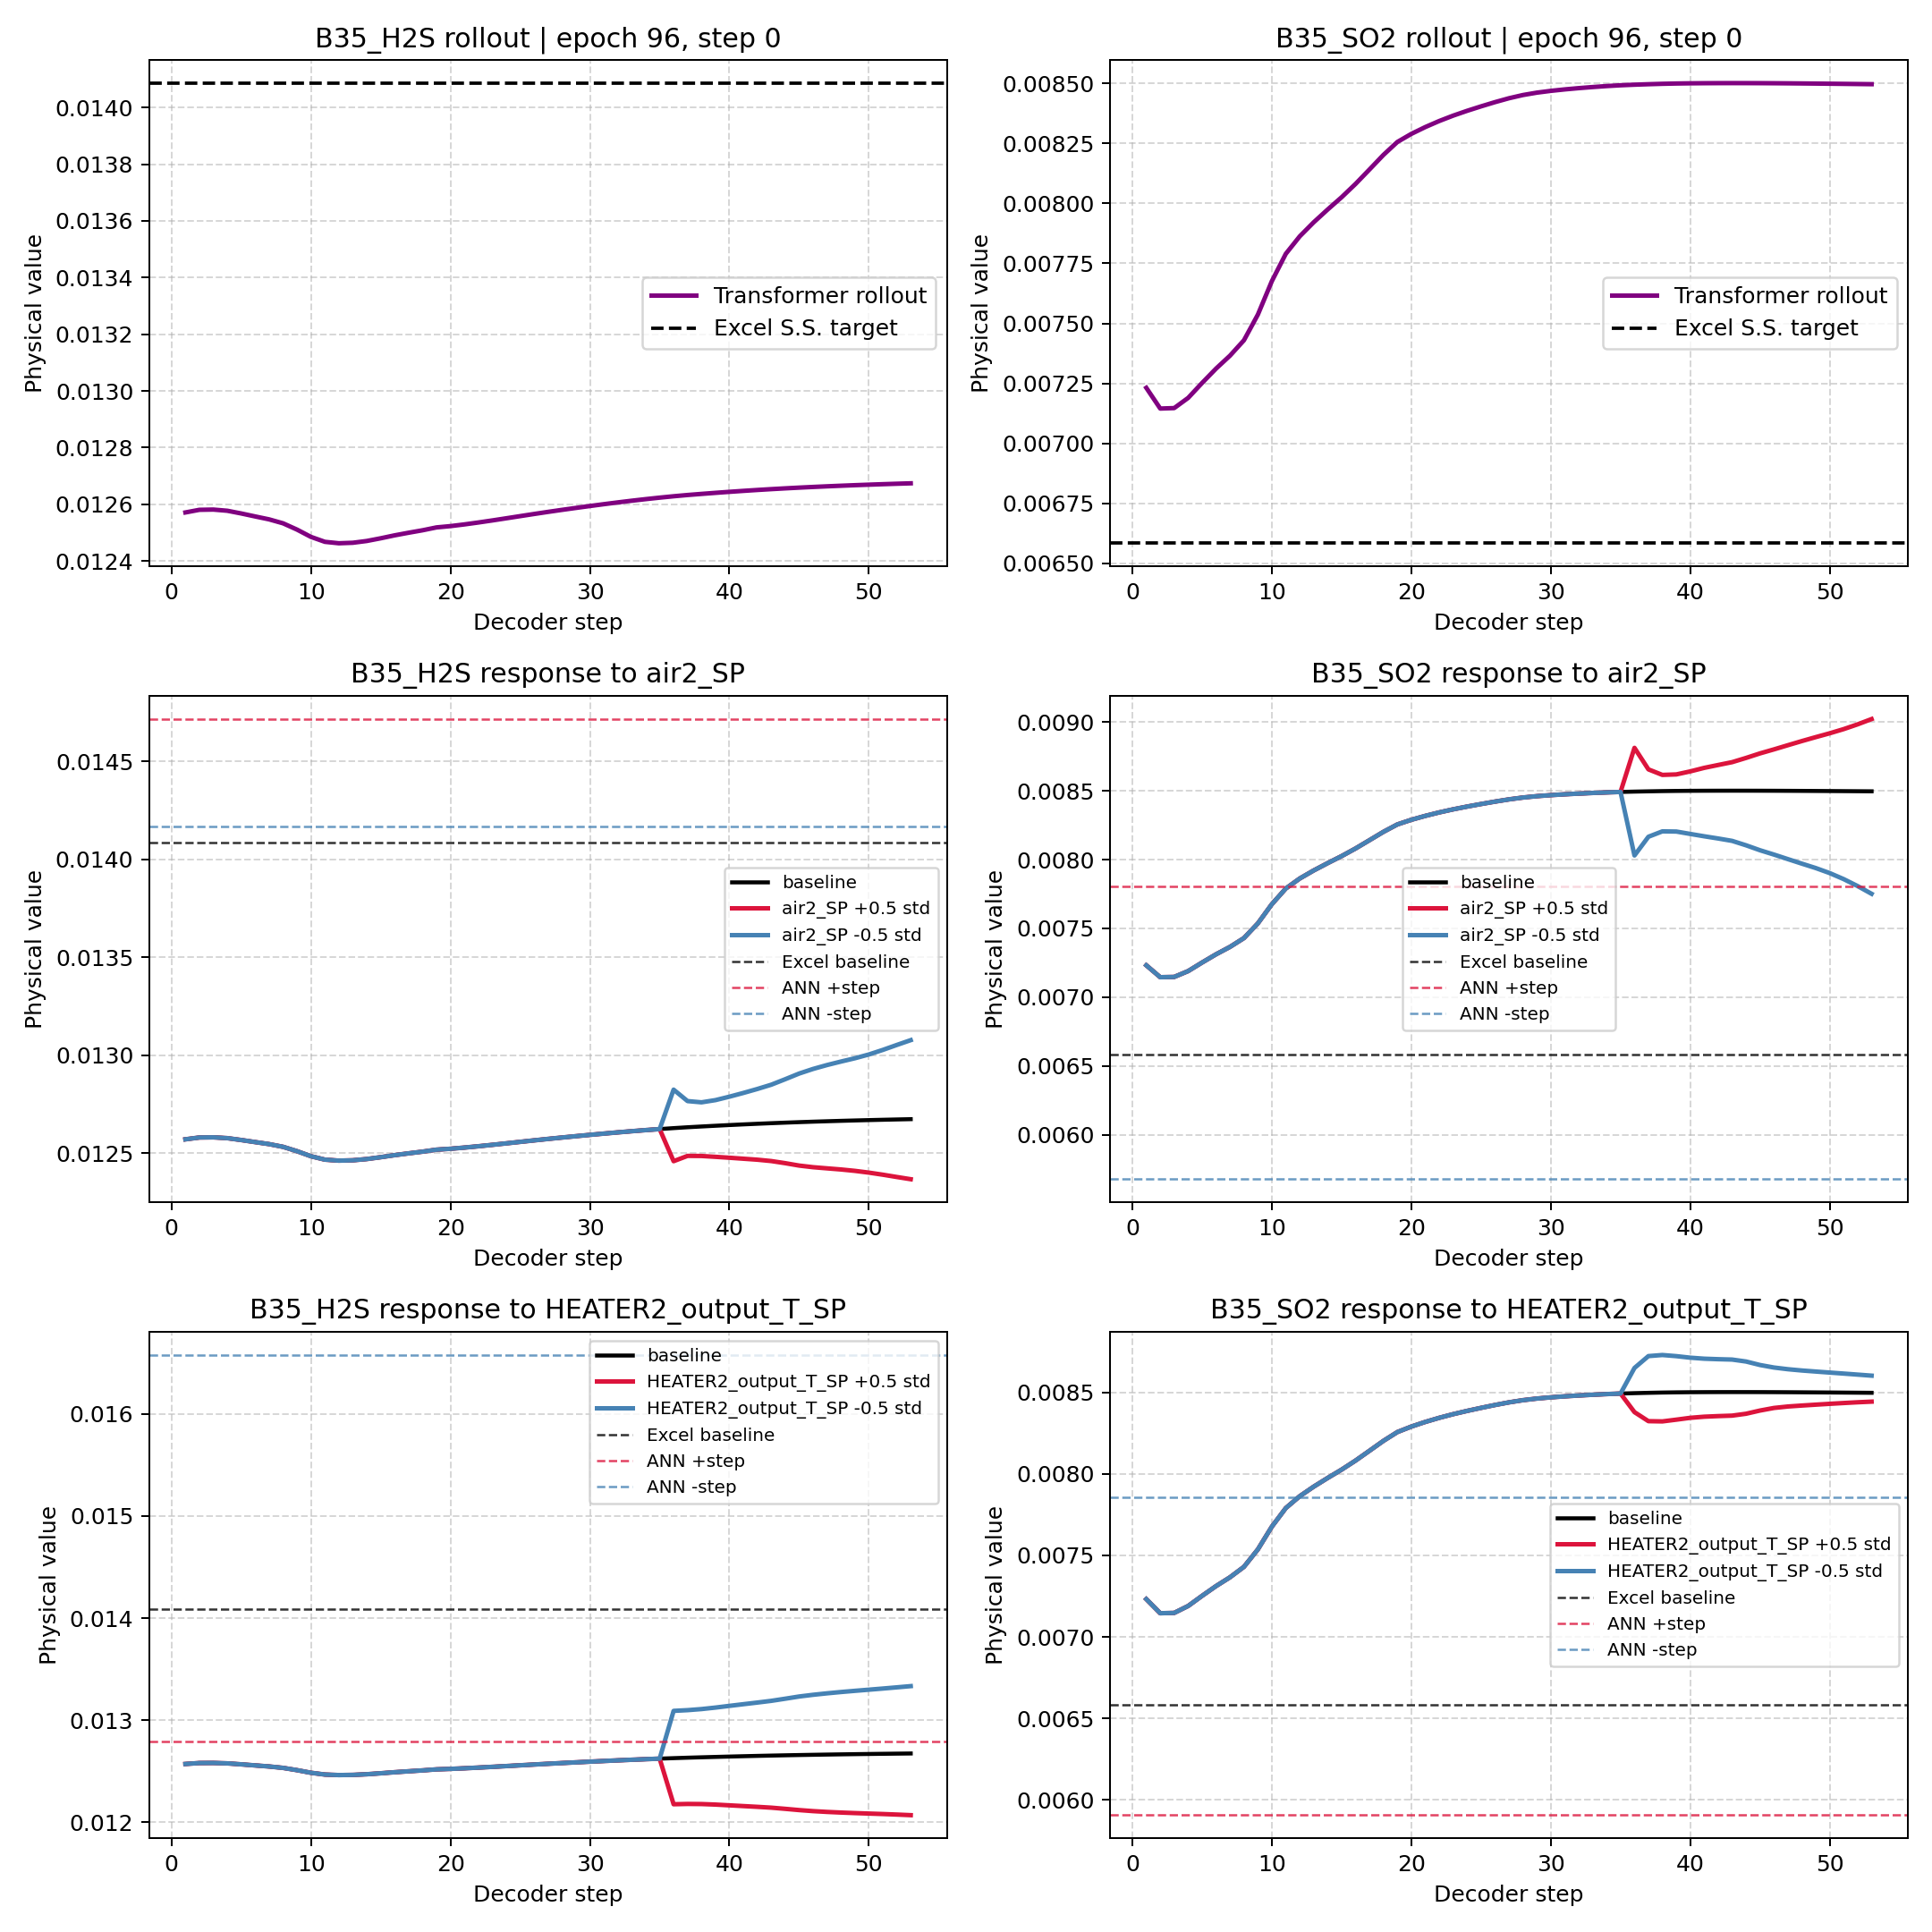 B35_H2S rollout | epoch 96, step 0
0.0140
0.0138
0.0136
0.0134
0.0132
0.0130
0.0128
0.0126
0.0124
Physical value
Transformer rollout
Excel S.S. target
0 10 20 30 40 50
Decoder step
B35_SO2 rollout | epoch 96, step 0
0.00850
0.00825
0.00800
0.00775
0.00750
0.00725
0.00700
0.00675
0.00650
Physical value
Transformer rollout
Excel S.S. target
0 10 20 30 40 50
Decoder step
B35_H2S response to air2_SP
0.0145
0.0140
0.0135
0.0130
0.0125
Physical value
baseline
air2_SP +0.5 std
air2_SP -0.5 std
Excel baseline
ANN +step
ANN -step
0 10 20 30 40 50
Decoder step
B35_SO2 response to air2_SP
0.0090
0.0085
0.0080
0.0075
0.0070
0.0065
0.0060
Physical value
baseline
air2_SP +0.5 std
air2_SP -0.5 std
Excel baseline
ANN +step
ANN -step
0 10 20 30 40 50
Decoder step
B35_H2S response to HEATER2_output_T_SP
0.016
0.015
0.014
0.013
0.012
Physical value
baseline
HEATER2_output_T_SP +0.5 std
HEATER2_output_T_SP -0.5 std
Excel baseline
ANN +step
ANN -step
0 10 20 30 40 50
Decoder step
B35_SO2 response to HEATER2_output_T_SP
0.0085
0.0080
0.0075
0.0070
0.0065
0.0060
Physical value
baseline
HEATER2_output_T_SP +0.5 std
HEATER2_output_T_SP -0.5 std
Excel baseline
ANN +step
ANN -step
0 10 20 30 40 50
Decoder step